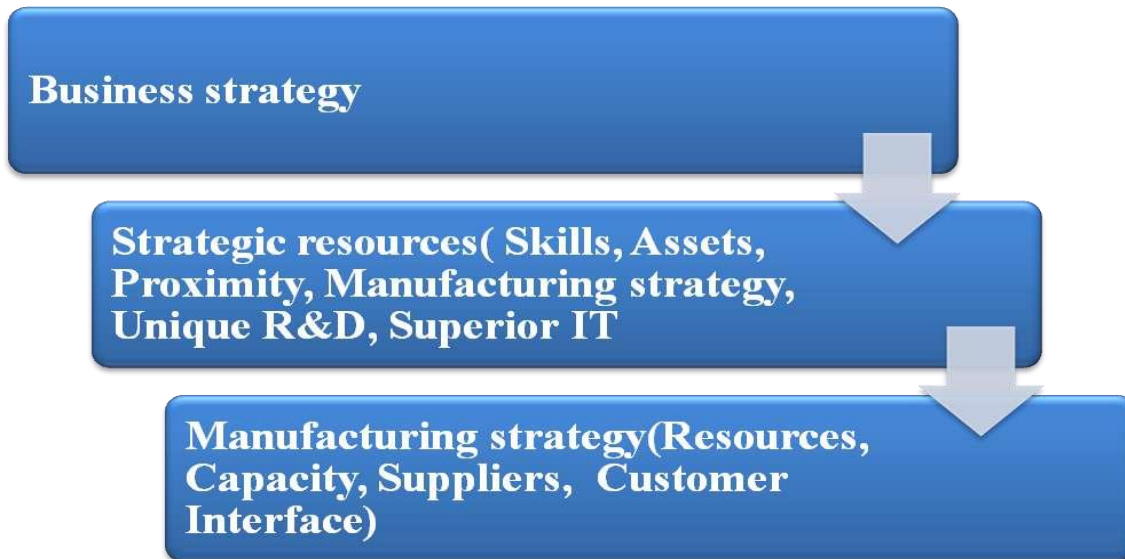 Business strategy
Strategic resources( Skills, Assets,
Proximity, Manufacturing strategy,
Unique R&D, Superior IT
Manufacturing strategy(Resources,
Capacity, Suppliers,  Customer
Interface)